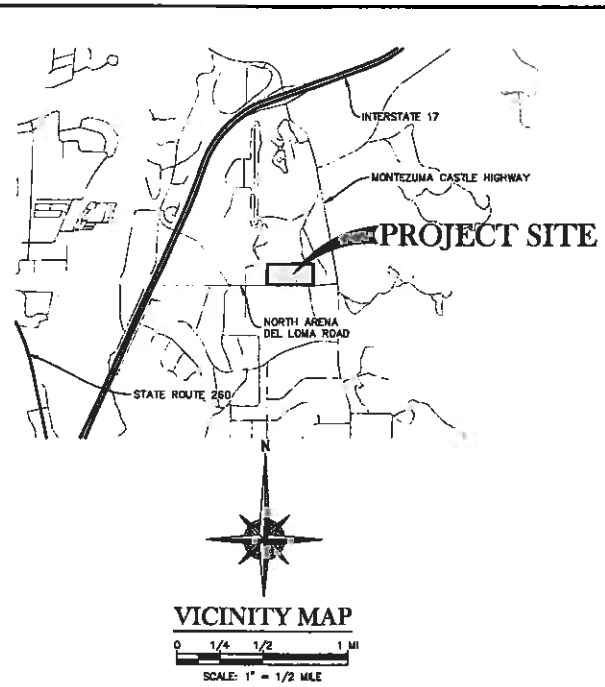 INTERSTATE 17
MONTEZUMA CASTLE HIGHWAY
PROJECT SITE
NORTH ARENA
DEL LOMA ROAD
STATE ROUTE 260
N
VICINITY MAP
0 1/4 1/2 1 MI
SCALE: 1" = 1/2 MILE